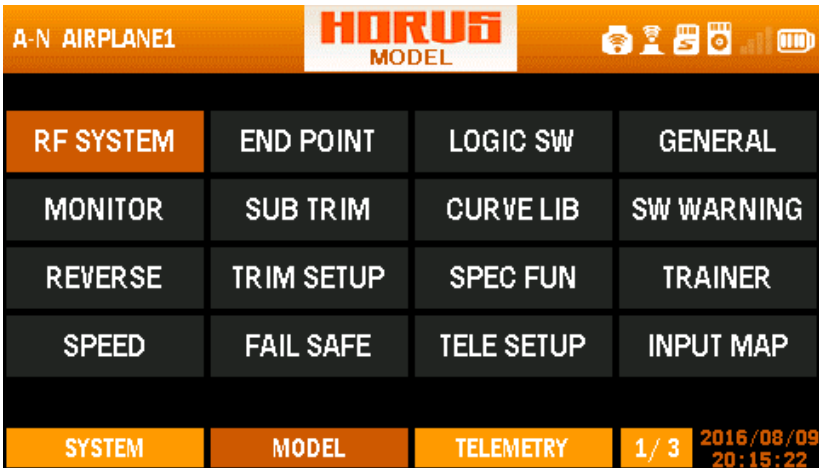 A-N AIRPLANE1
HORUS
MODEL
RF SYSTEM END POINT LOGIC SW GENERAL
MONITOR SUB TRIM CURVE LIB SW WARNING
REVERSE TRIM SETUP SPEC FUN TRAINER
SPEED FAIL SAFE TELE SETUP INPUT MAP
SYSTEM MODEL TELEMETRY 1/3 2016/08/09
20:15:22